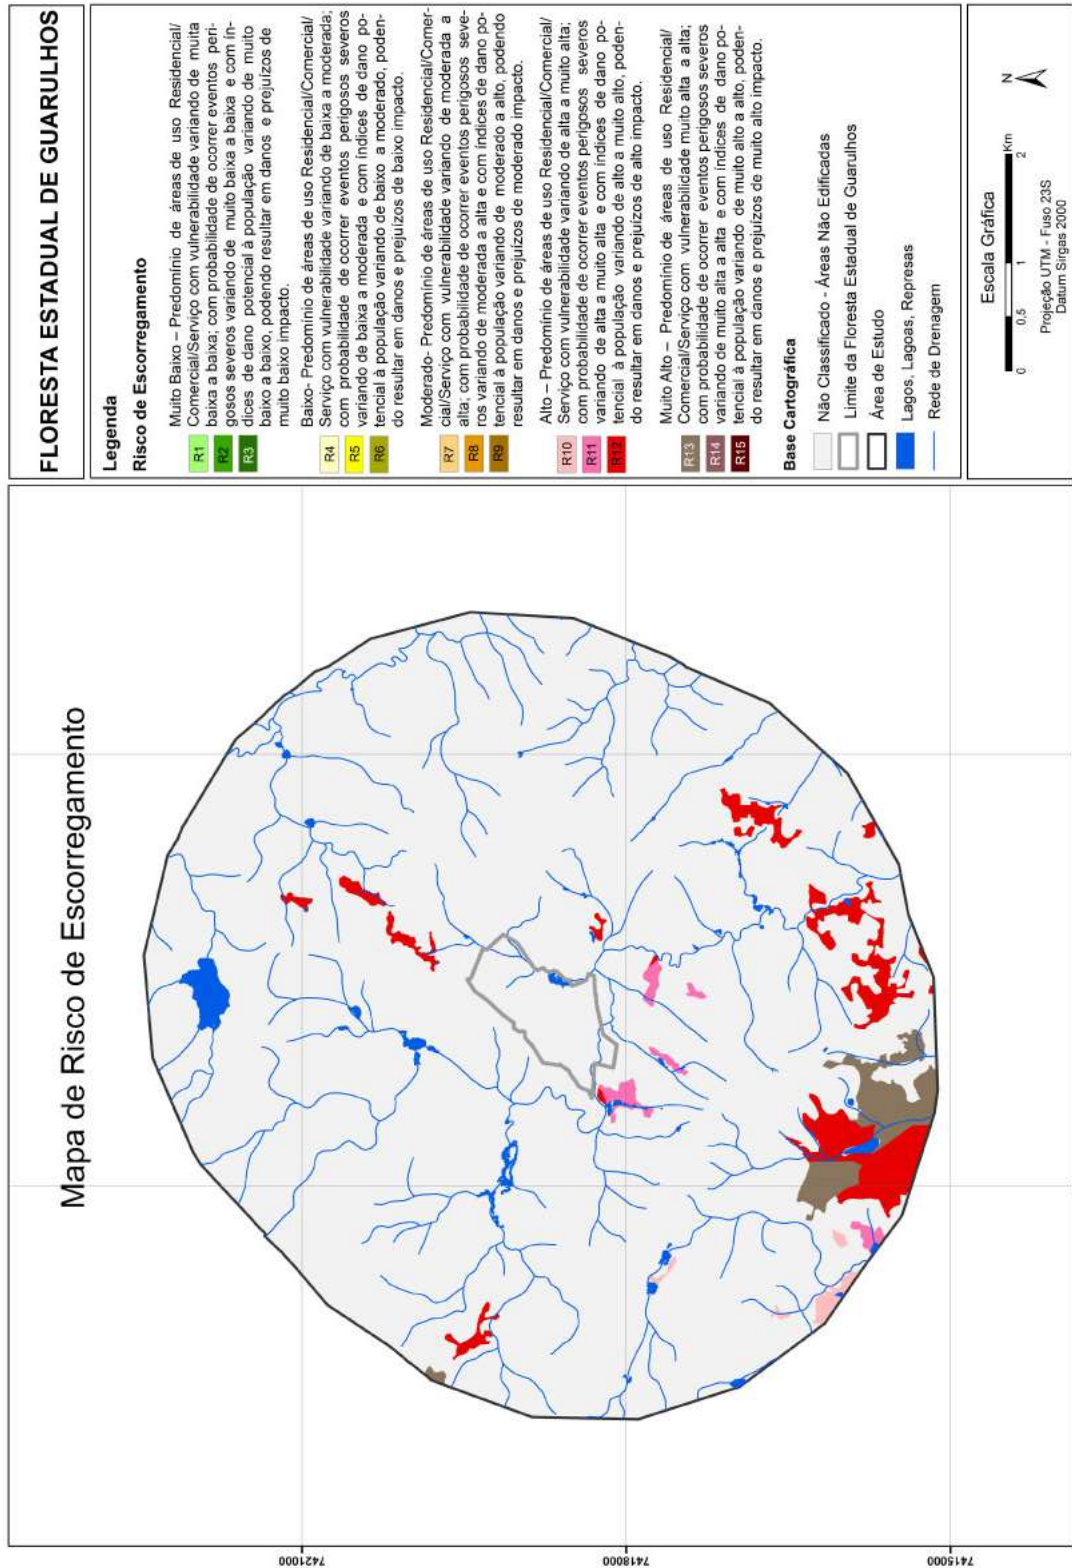 Mapa de Risco de Escorregamento
7421000
7418000
7415000
FLORESTA ESTADUAL DE GUARULHOS
Legenda
Risco de Escorregamento
R1
R2
R3
Muito Baixo – Predomínio de áreas de uso Residencial/
Comercial/Serviço com vulnerabilidade variando de muita
baixa a baixa; com probabilidade de ocorrer eventos peri-
gosos severos variando de muito baixa a baixa e com ín-
dices de dano potencial à população variando de muito
baixo a baixo, podendo resultar em danos e prejuízos de
muito baixo impacto.
R4
R5
R6
Baixo- Predomínio de áreas de uso Residencial/Comercial/
Serviço com vulnerabilidade variando de baixa a moderada;
com probabilidade de ocorrer eventos perigosos severos
variando de baixa a moderada e com índices de dano po-
tencial à população variando de baixo a moderado, poden-
do resultar em danos e prejuízos de baixo impacto.
R7
R8
R9
Moderado- Predomínio de áreas de uso Residencial/Comer-
cial/Serviço com vulnerabilidade variando de moderada a
alta; com probabilidade de ocorrer eventos perigosos seve-
ros variando de moderada a alta e com índices de dano po-
tencial à população variando de moderado a alto, podendo
resultar em danos e prejuízos de moderado impacto.
R10
R11
R12
Alto – Predomínio de áreas de uso Residencial/Comercial/
Serviço com vulnerabilidade variando de alta a muito alta;
com probabilidade de ocorrer eventos perigosos severos
variando de alta a muito alta e com índices de dano po-
tencial à população variando de alto a muito alto, poden-
do resultar em danos e prejuízos de alto impacto.
R13
R14
R15
Muito Alto – Predomínio de áreas de uso Residencial/
Comercial/Serviço com vulnerabilidade muito alta a alta;
com probabilidade de ocorrer eventos perigosos severos
variando de muito alta a alta e com índices de dano po-
tencial à população variando de muito alto a alto, poden-
do resultar em danos e prejuízos de muito alto impacto.
Base Cartográfica
Não Classificado - Áreas Não Edificadas
Limite da Floresta Estadual de Guarulhos
Área de Estudo
Lagos, Lagoas, Represas
Rede de Drenagem
Escala Gráfica
0 0,5 1 2 Km
N
Projeção UTM - Fuso 23S
Datum Sirgas 2000